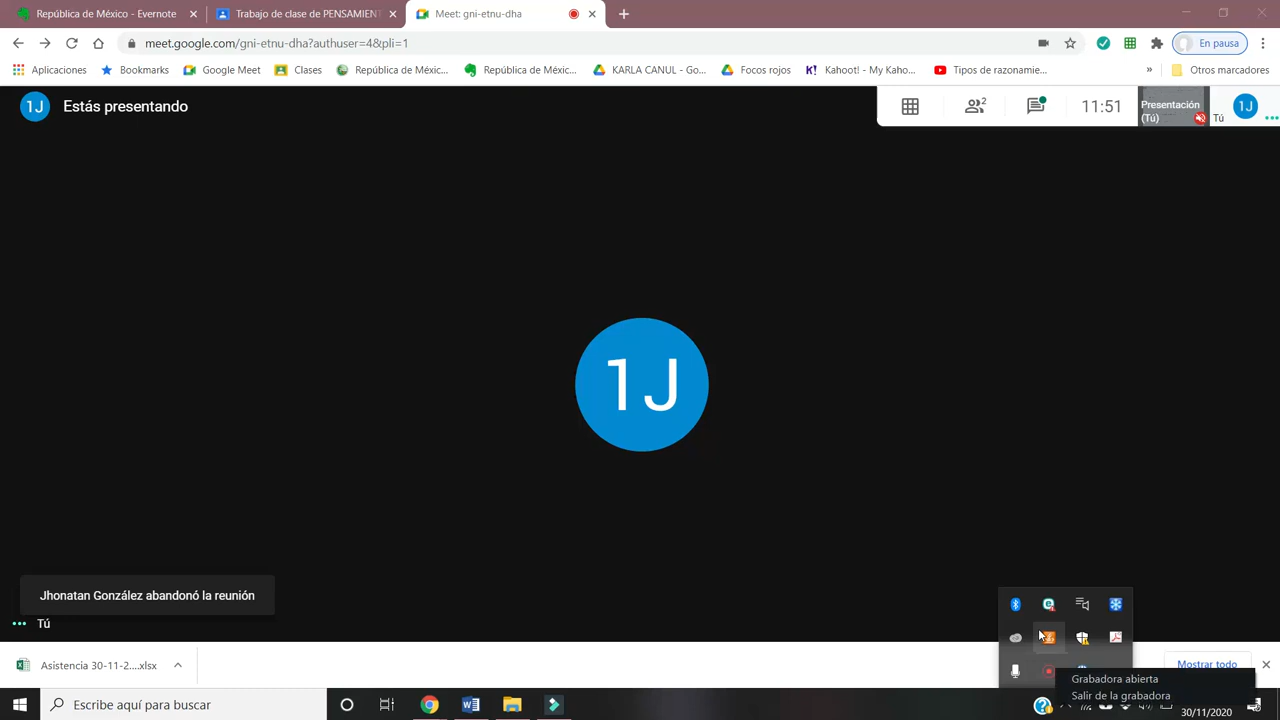 República de México - Evernote
Trabajo de clase de PENSAMIENT
Meet: gni-etnu-dha
meet.google.com/gni-etnu-dha?authuser=4&pli=1
En pausa
Aplicaciones
Bookmarks
Google Meet
Clases
República de Méxic...
República de Méxic...
KARLA CANUL - Go...
Focos rojos
Kahoot! - My Kaho...
Tipos de razonamie...
»
Otros marcadores
1J
Estás presentando
2
11:51
Presentación
(Tú)
Tú
1J
1J
Jhonatan González abandonó la reunión
Tú
Asistencia 30-11-2....xlsx
Mostrar todo
Grabadora abierta
Salir de la grabadora
Escribe aquí para buscar
30/11/2020